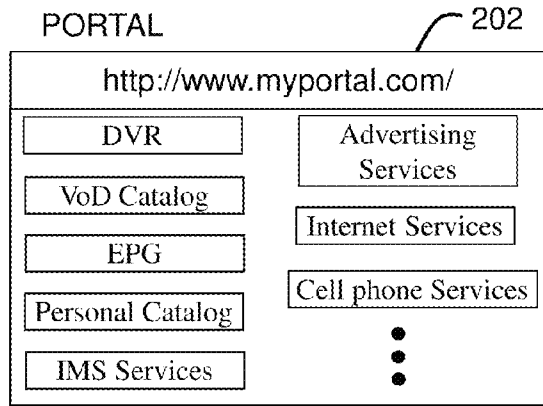 PORTAL
202
http://www.myportal.com/
DVR
VoD Catalog
EPG
Personal Catalog
IMS Services
Advertising
Services
Internet Services
Cell phone Services